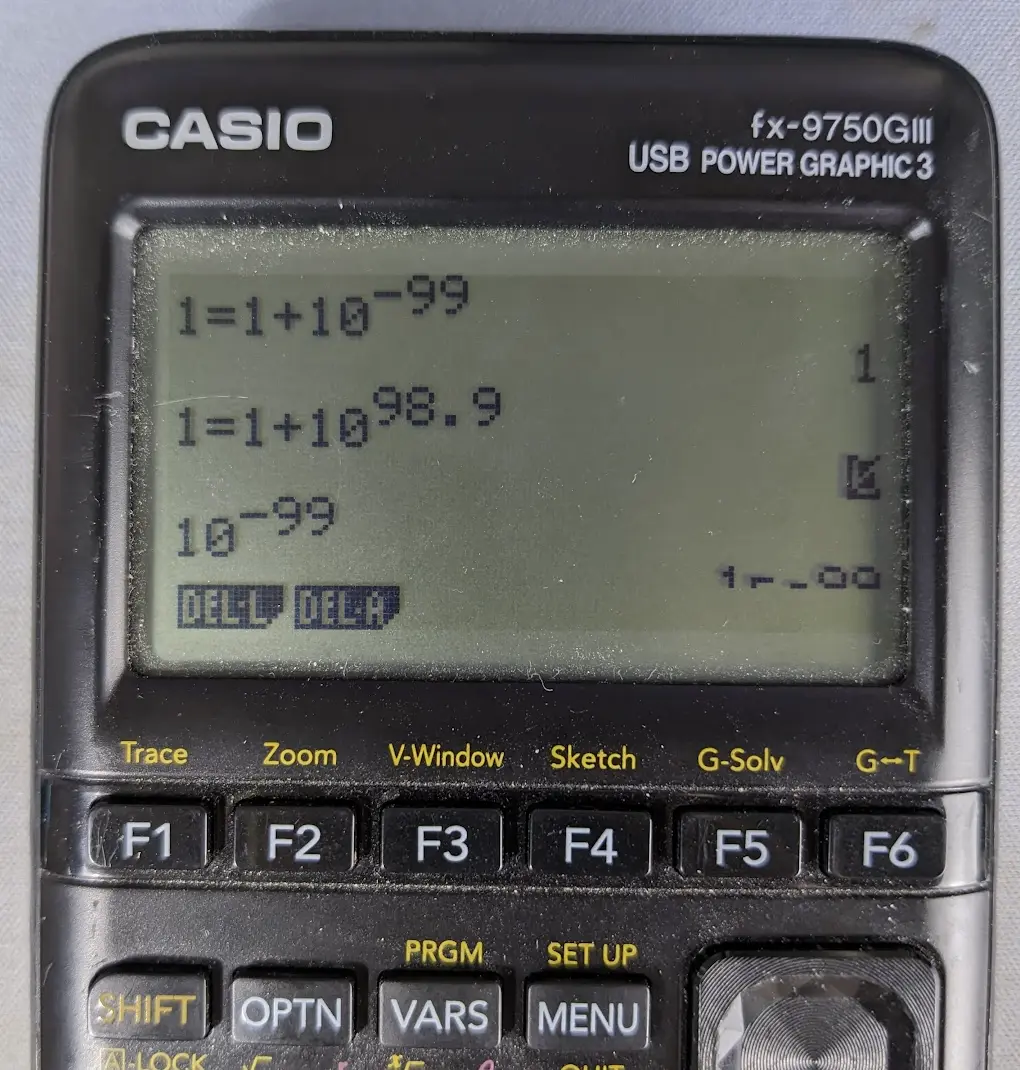 CASIO
fx-9750GIII
USB POWER GRAPHIC 3
1=1+10^-99
1
1=1+10^98.9
0
10^-99
DEL-L DEL-A
Trace Zoom V-Window Sketch G-Solv G↔T
F1 F2 F3 F4 F5 F6
PRGM SET UP
SHIFT OPTN VARS MENU
A-LOCK